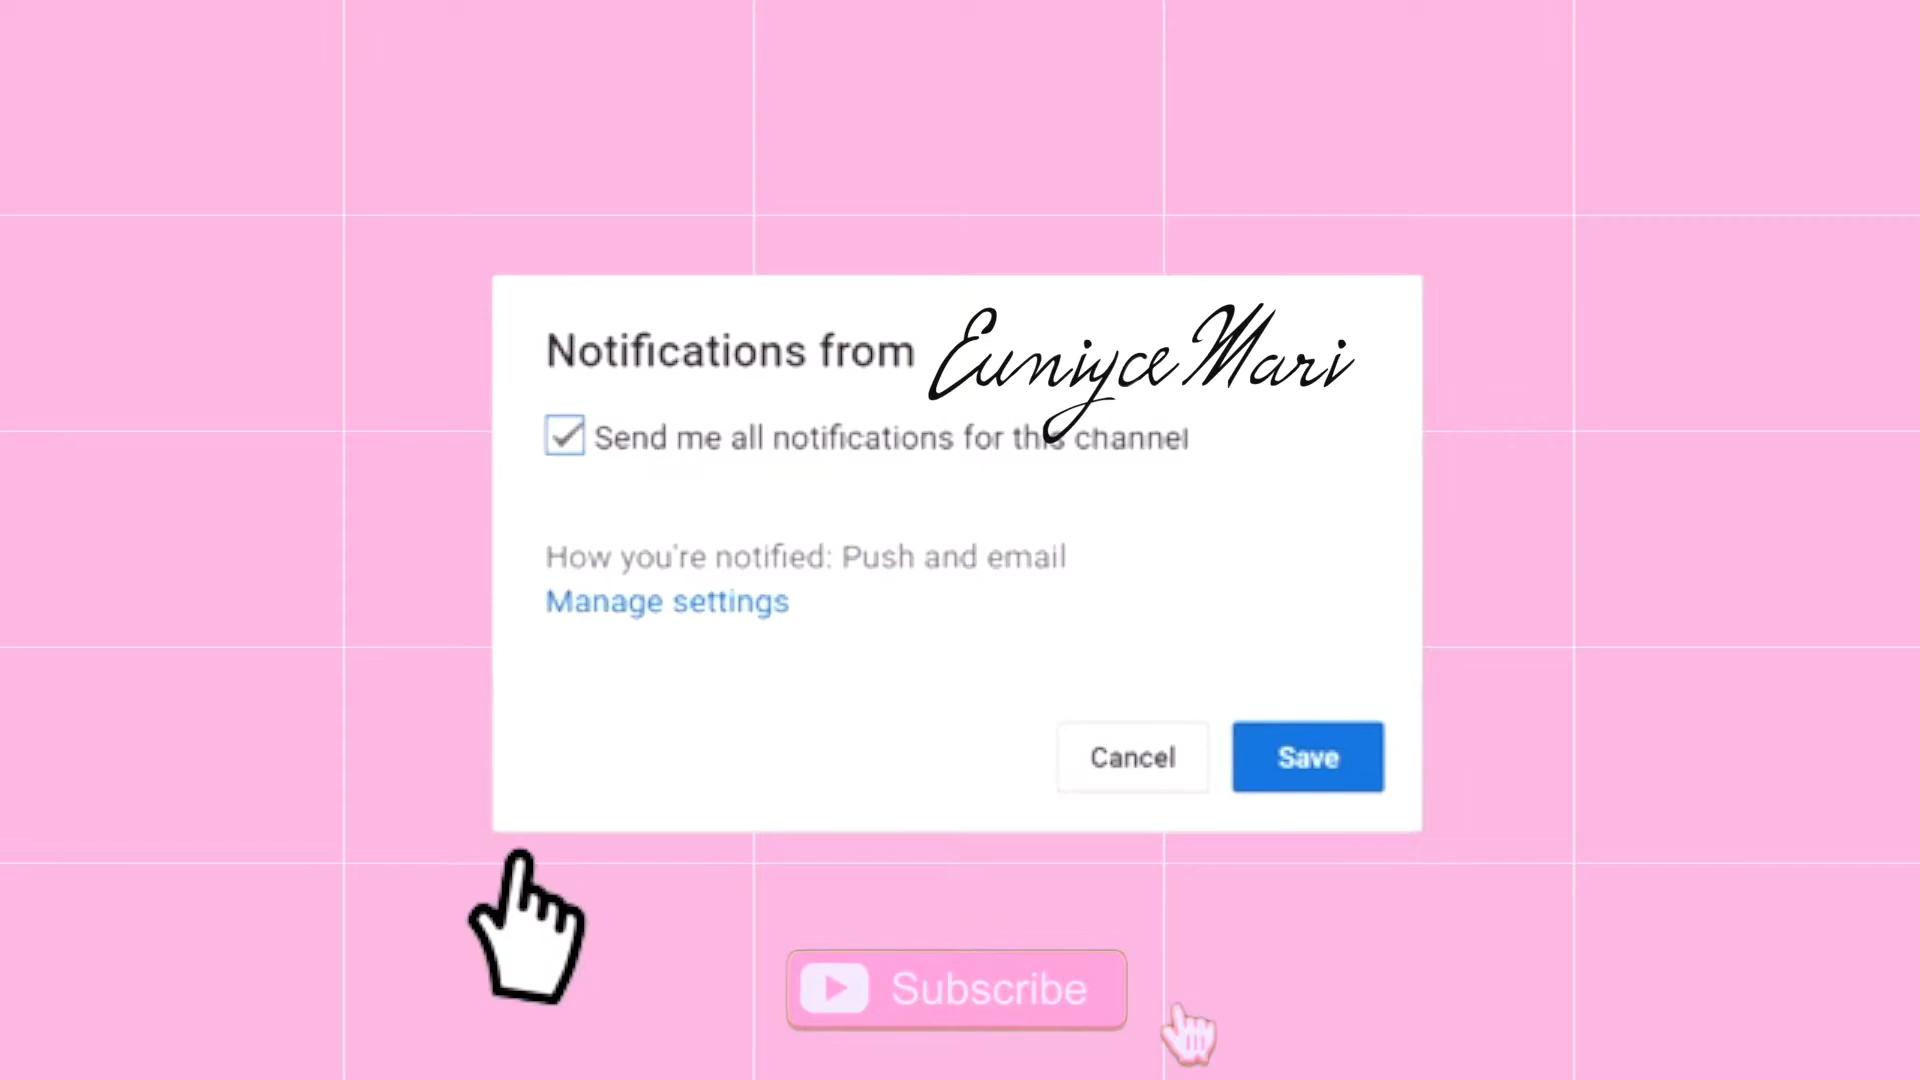 Notifications from Euniyce Mari
Send me all notifications for this channel
How you're notified: Push and email
Manage settings
Cancel
Save
Subscribe